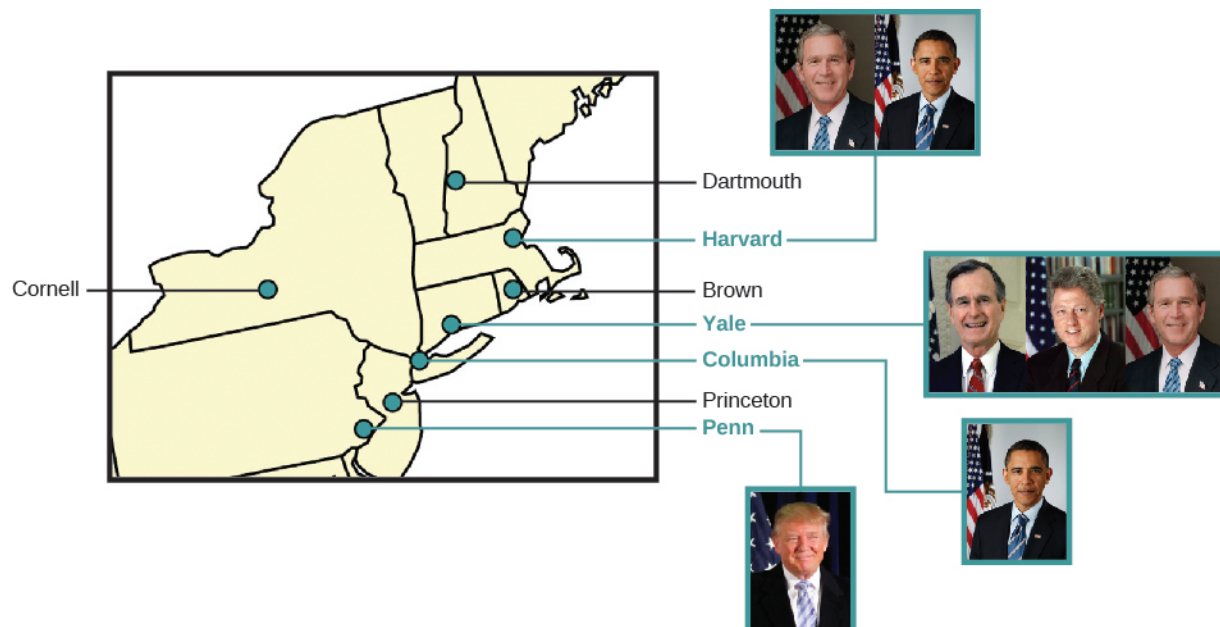 Dartmouth
Harvard
Cornell
Brown
Yale
Columbia
Princeton
Penn